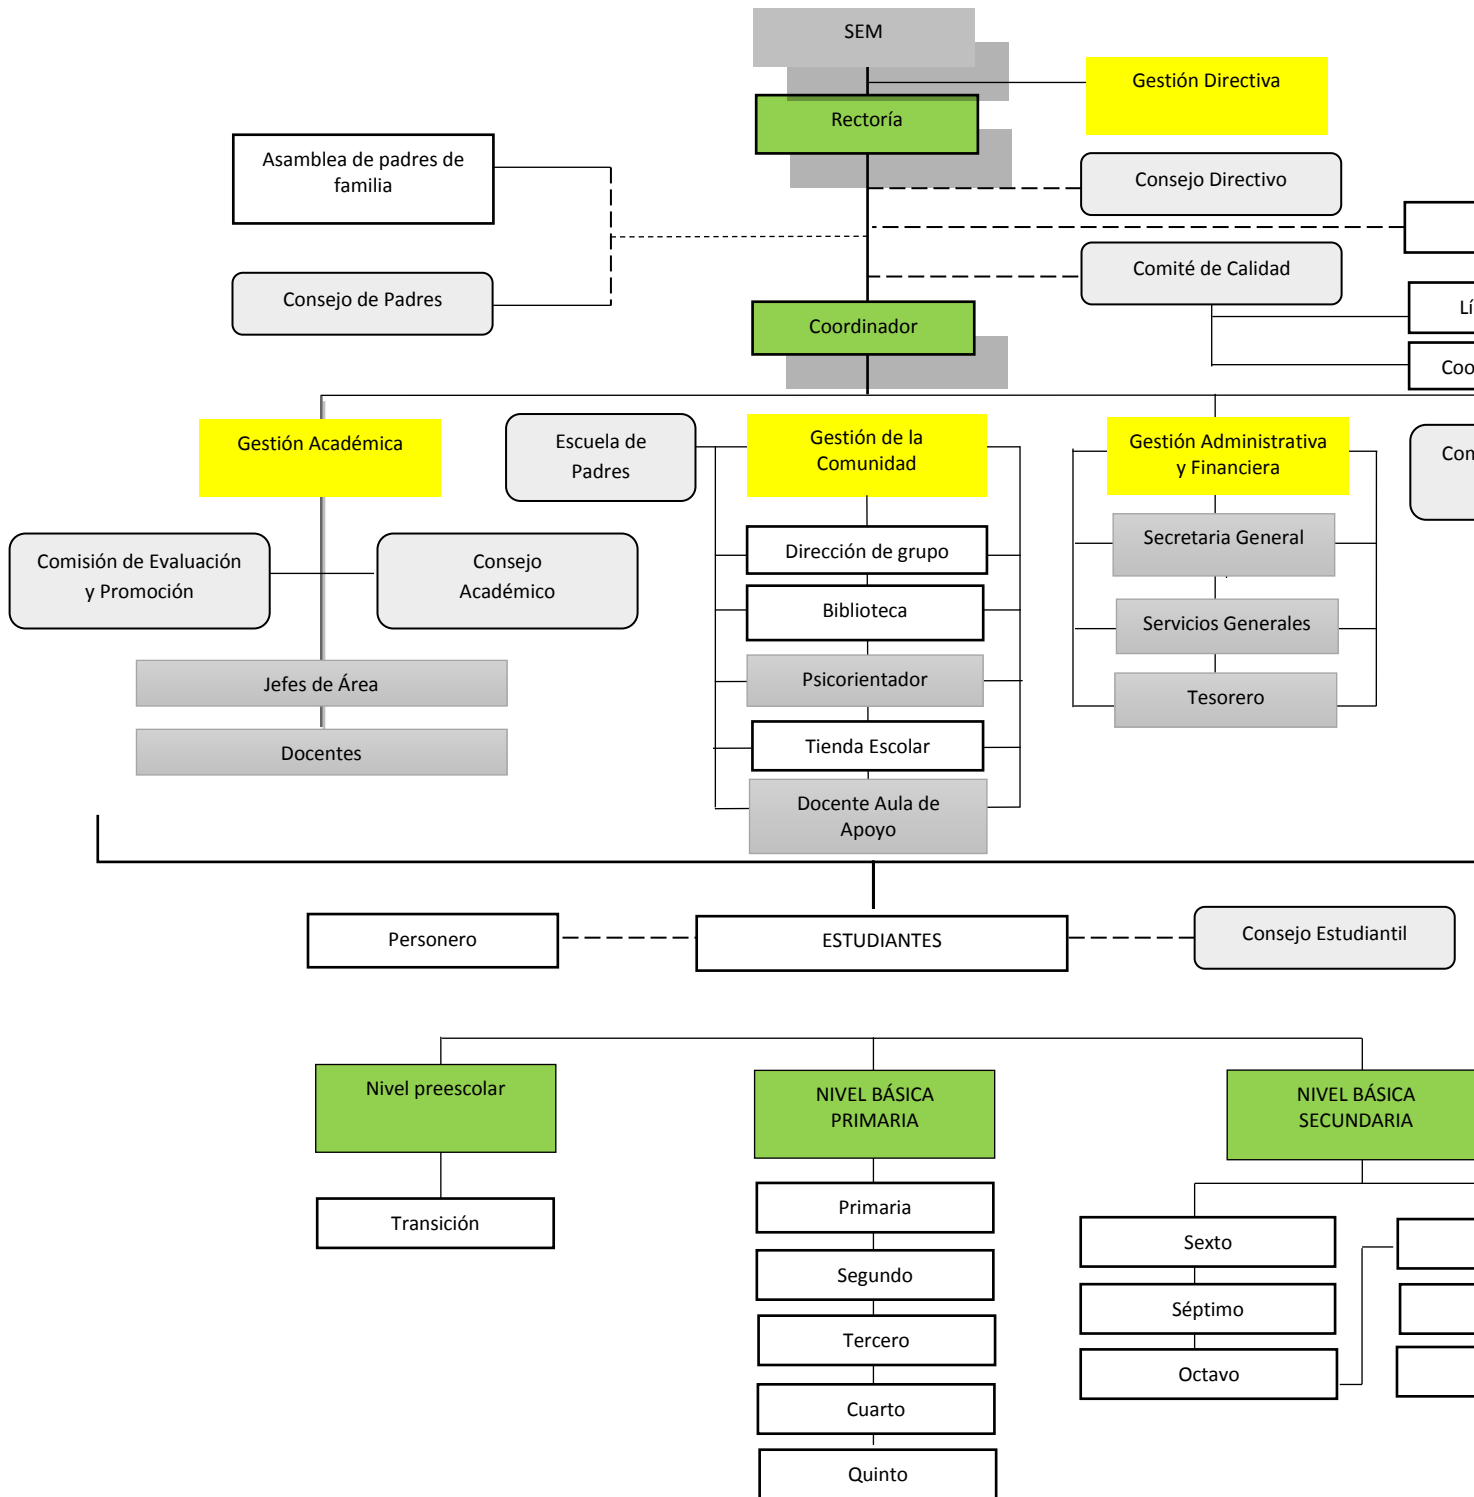 SEM
Gestión Directiva
Rectoría
Asamblea de padres de
familia
Consejo Directivo
Comité de Calidad
Consejo de Padres
Coordinador
Gestión Académica
Escuela de
Padres
Gestión de la
Comunidad
Gestión Administrativa
y Financiera
Comisión de Evaluación
y Promoción
Consejo
Académico
Dirección de grupo
Biblioteca
Psicorientador
Tienda Escolar
Docente Aula de
Apoyo
Secretaria General
Servicios Generales
Tesorero
Jefes de Área
Docentes
Personero
ESTUDIANTES
Consejo Estudiantil
Nivel preescolar
NIVEL BÁSICA
PRIMARIA
NIVEL BÁSICA
SECUNDARIA
Transición
Primaria
Segundo
Tercero
Cuarto
Quinto
Sexto
Séptimo
Octavo